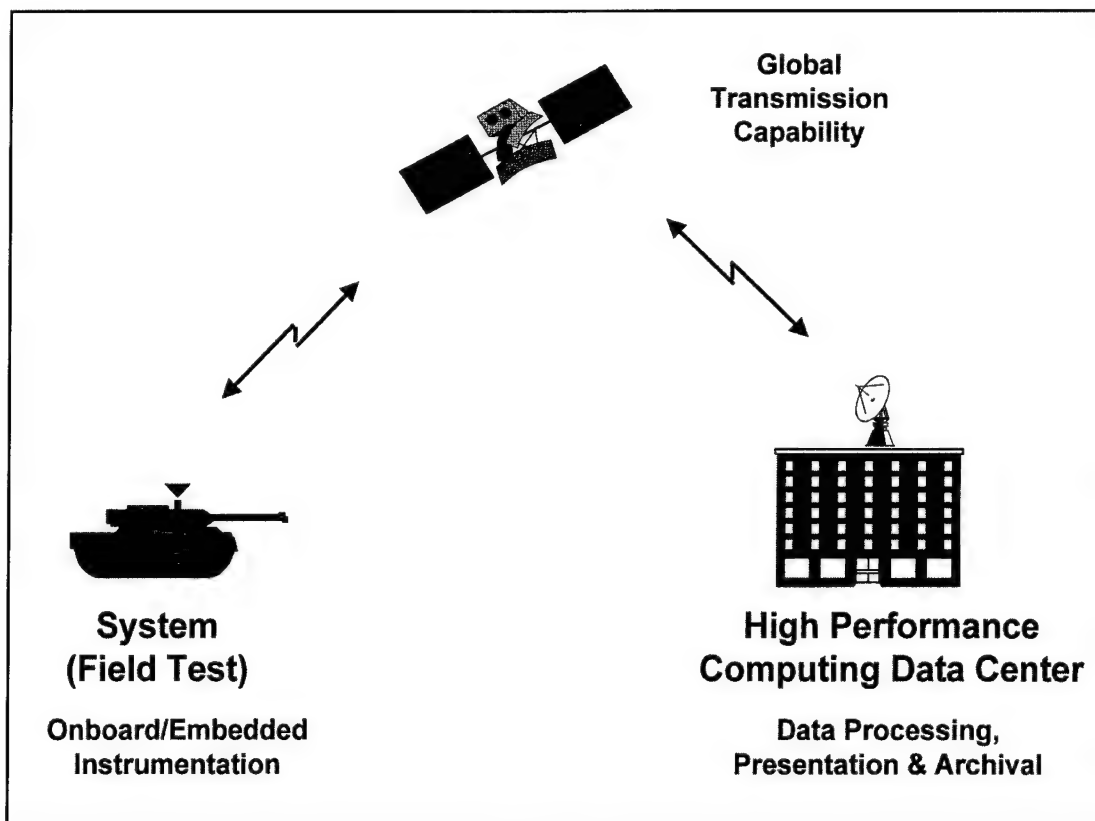 Global
Transmission
Capability
System
(Field Test)
Onboard/Embedded
Instrumentation
High Performance
Computing Data Center
Data Processing,
Presentation & Archival